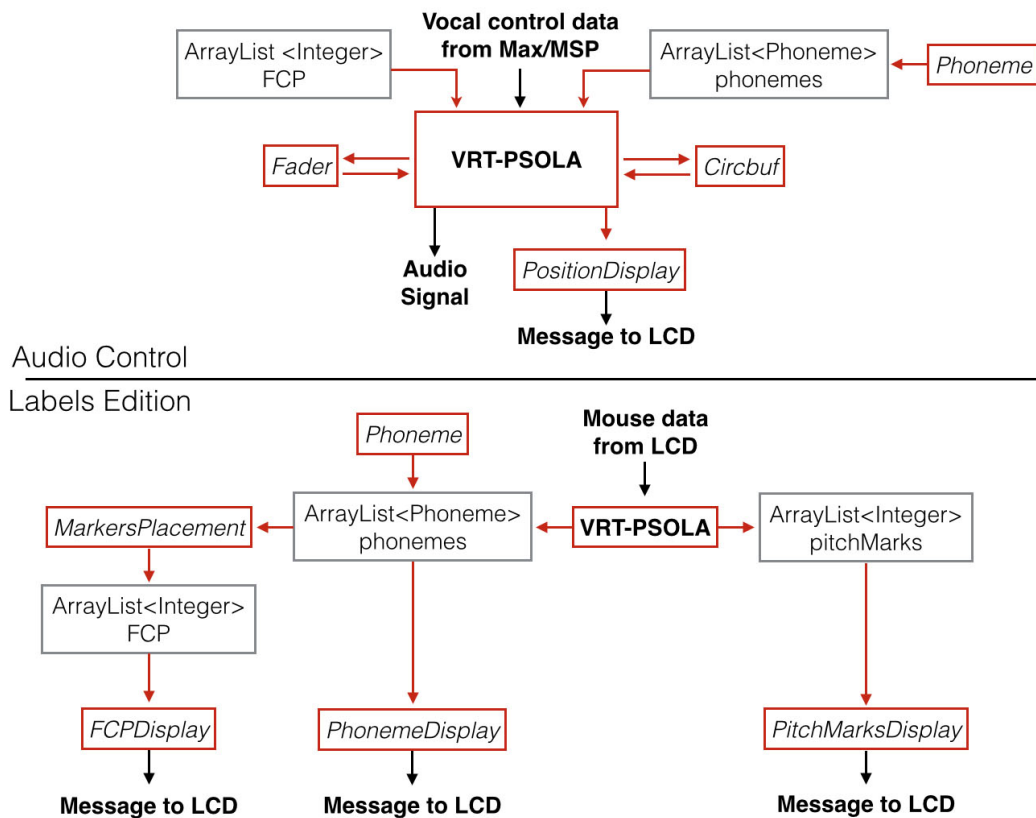 Vocal control data
from Max/MSP
ArrayList <Integer>
FCP
ArrayList<Phoneme>
phonemes
Phoneme
Fader
VRT-PSOLA
Circbuf
Audio
Signal
PositionDisplay
Message to LCD
Audio Control
Labels Edition
Phoneme
Mouse data
from LCD
MarkersPlacement
ArrayList<Phoneme>
phonemes
VRT-PSOLA
ArrayList<Integer>
pitchMarks
ArrayList<Integer>
FCP
FCPDisplay
PhonemeDisplay
PitchMarksDisplay
Message to LCD
Message to LCD
Message to LCD